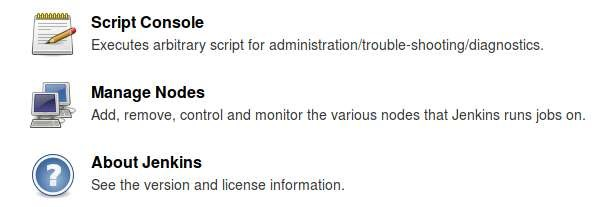 Script Console
Executes arbitrary script for administration/trouble-shooting/diagnostics.
Manage Nodes
Add, remove, control and monitor the various nodes that Jenkins runs jobs on.
About Jenkins
See the version and license information.